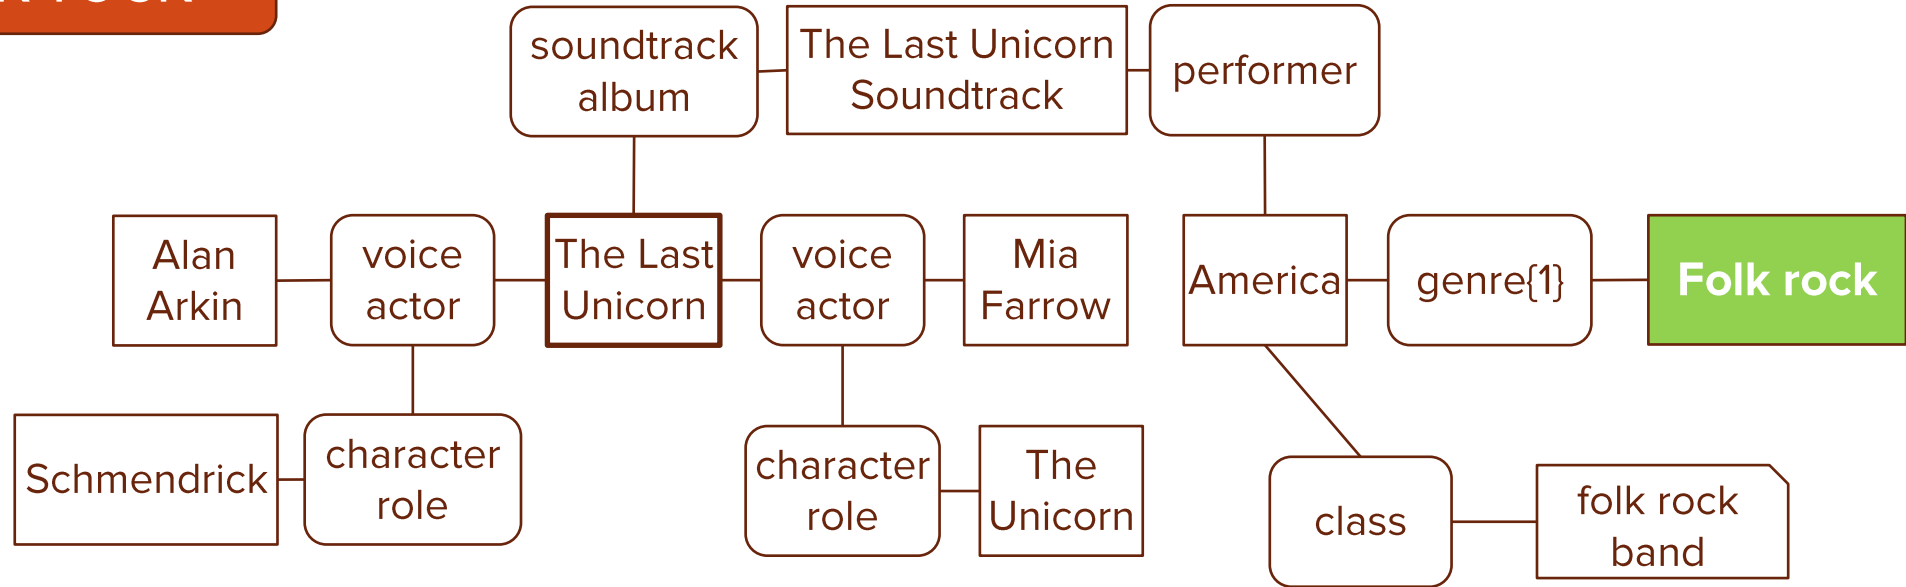 soundtrack
album
The Last Unicorn
Soundtrack
performer
Alan
Arkin
voice
actor
The Last
Unicorn
voice
actor
Mia
Farrow
America
genre{1}
Folk rock
Schmendrick
character
role
character
role
The
Unicorn
class
folk rock
band